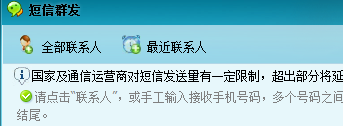 短信群发
全部联系人 最近联系人
国家及通信运营商对短信发送里有一定限制，超出部分将延
请点击"联系人"，或手工输入接收手机号码，多个号码之间
结尾。